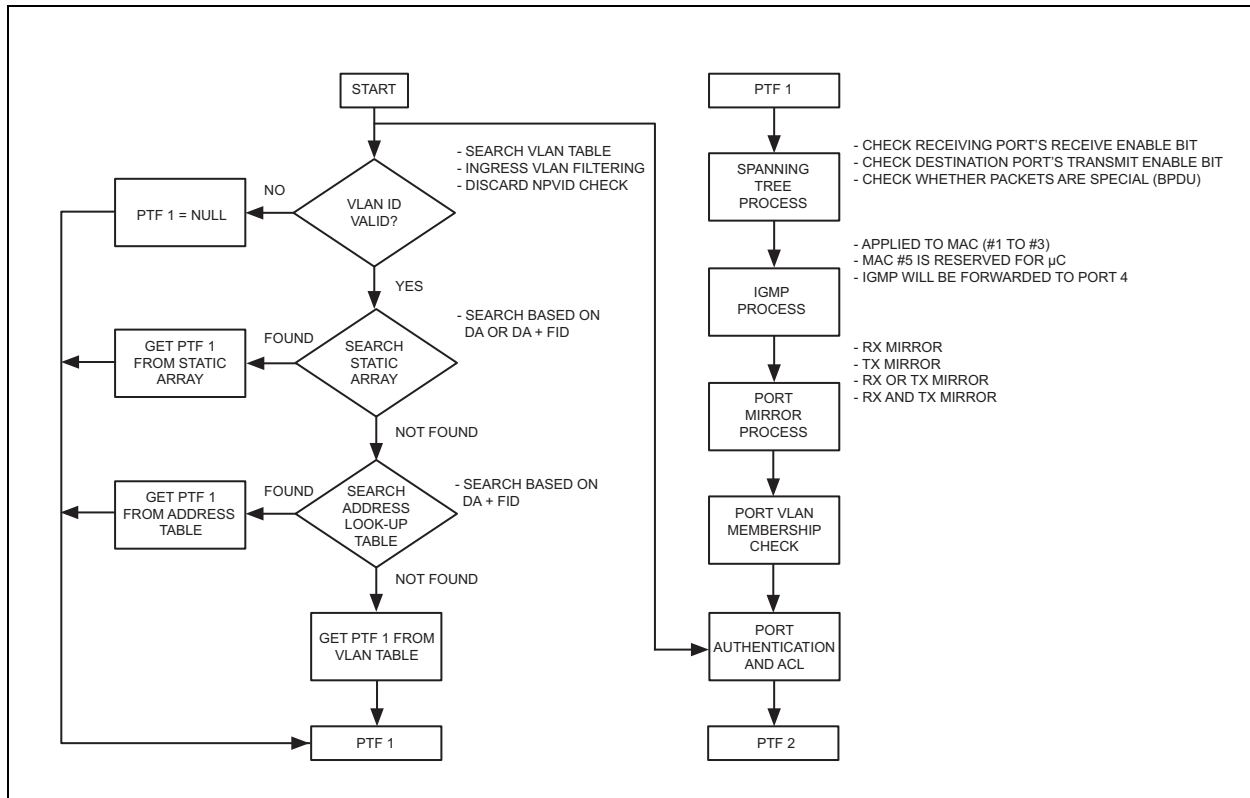 START
- SEARCH VLAN TABLE
- INGRESS VLAN FILTERING
- DISCARD NPVID CHECK
VLAN ID
VALID?
NO
PTF 1 = NULL
YES
- SEARCH BASED ON
DA OR DA + FID
SEARCH
STATIC
ARRAY
FOUND
GET PTF 1
FROM STATIC
ARRAY
NOT FOUND
- SEARCH BASED ON
DA + FID
SEARCH
ADDRESS
LOOK-UP
TABLE
FOUND
GET PTF 1
FROM ADDRESS
TABLE
NOT FOUND
GET PTF 1 FROM
VLAN TABLE
PTF 1
PTF 1
- CHECK RECEIVING PORT'S RECEIVE ENABLE BIT
- CHECK DESTINATION PORT'S TRANSMIT ENABLE BIT
- CHECK WHETHER PACKETS ARE SPECIAL (BPDU)
SPANNING
TREE
PROCESS
- APPLIED TO MAC (#1 TO #3)
- MAC #5 IS RESERVED FOR µC
- IGMP WILL BE FORWARDED TO PORT 4
IGMP
PROCESS
- RX MIRROR
- TX MIRROR
- RX OR TX MIRROR
- RX AND TX MIRROR
PORT
MIRROR
PROCESS
PORT VLAN
MEMBERSHIP
CHECK
PORT
AUTHENTICATION
AND ACL
PTF 2